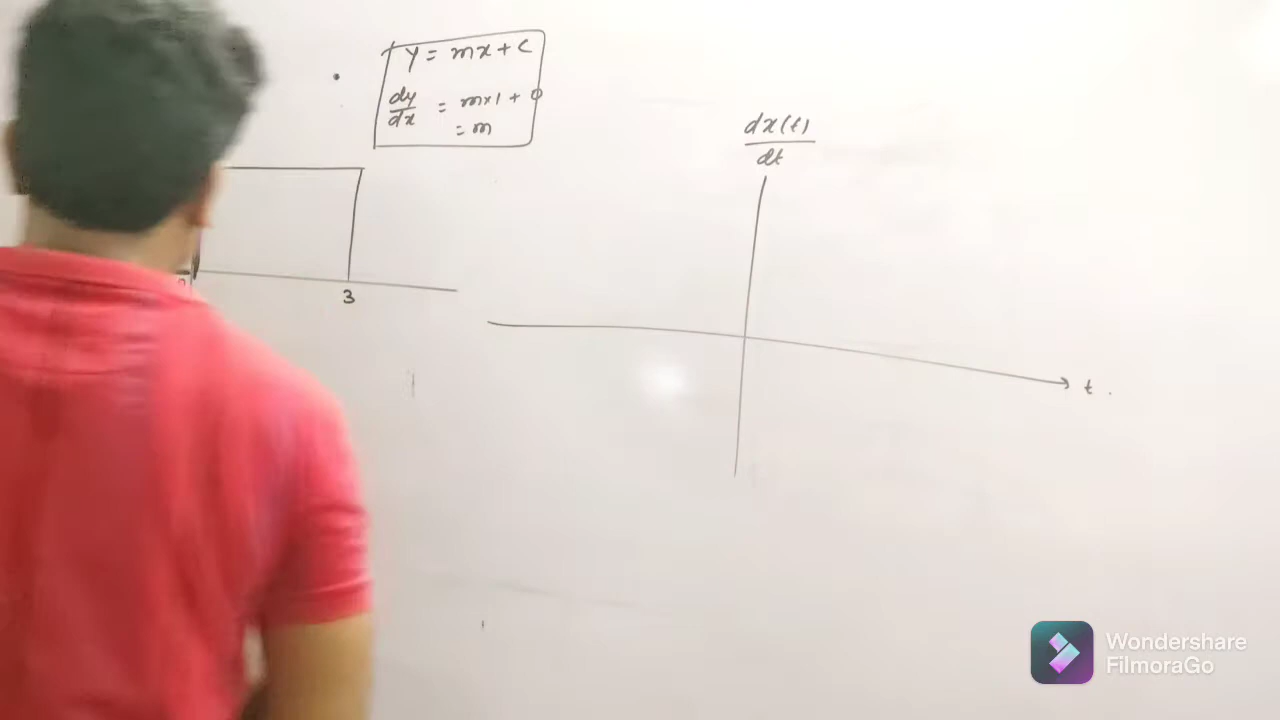 Y = mx + c
dy/dx = m×1 + 0
= m
dx(t)/dt
3
t
Wondershare
FilmoraGo